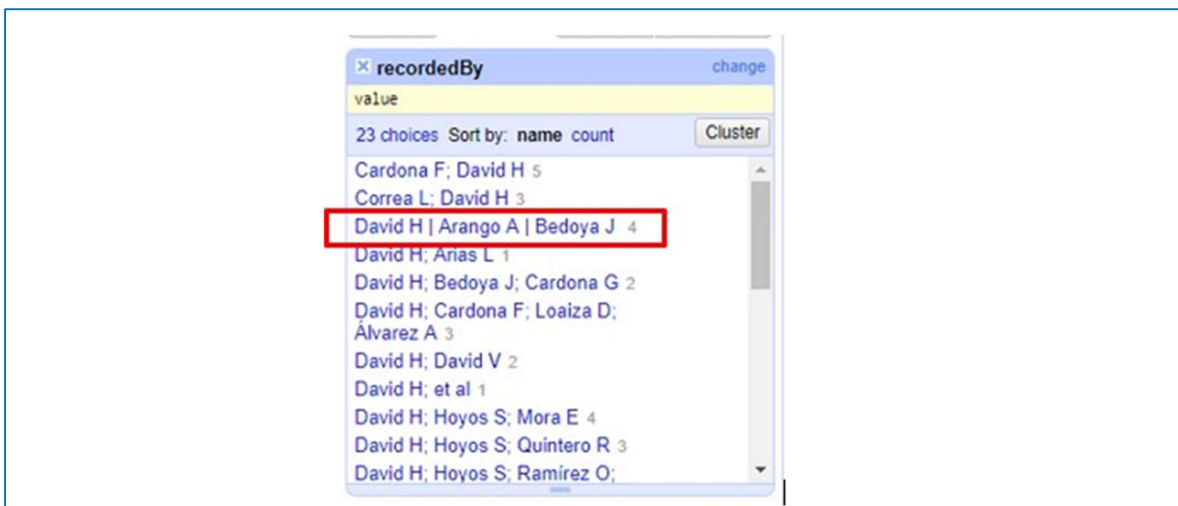 recordedBy change
value
23 choices Sort by: name count Cluster
Cardona F; David H 5
Correa L; David H 3
David H | Arango A | Bedoya J 4
David H; Arias L 1
David H; Bedoya J; Cardona G 2
David H; Cardona F; Loaiza D;
Álvarez A 3
David H; David V 2
David H; et al 1
David H; Hoyos S; Mora E 4
David H; Hoyos S; Quintero R 3
David H; Hoyos S; Ramírez O;